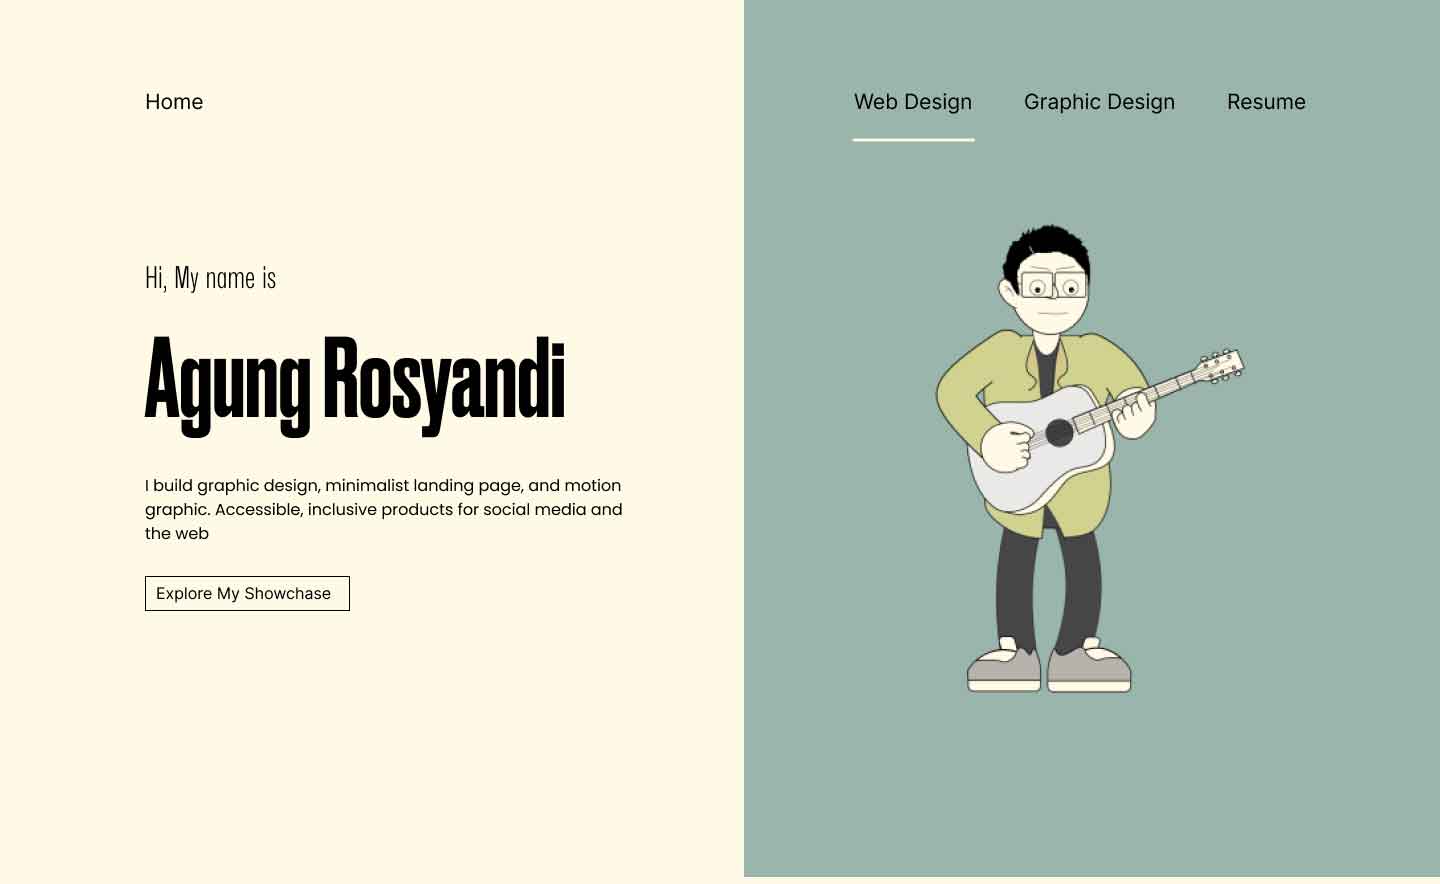 Home
Web Design
Graphic Design
Resume
Hi, My name is
Agung Rosyandi
I build graphic design, minimalist landing page, and motion
graphic. Accessible, inclusive products for social media and
the web
Explore My Showchase